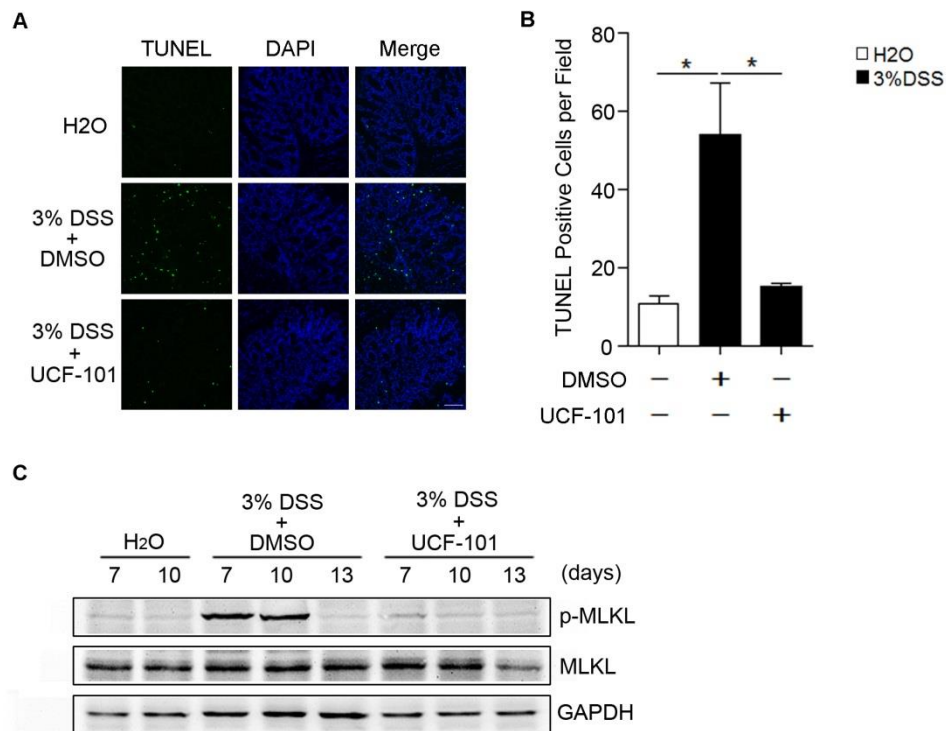 A
TUNEL DAPI Merge
H2O
3% DSS
+
DMSO
3% DSS
+
UCF-101
B
TUNEL Positive Cells per Field
80
60
40
20
0
* *
H2O
3%DSS
DMSO − + −
UCF-101 − − +
C
H2O
3% DSS
+
DMSO
3% DSS
+
UCF-101
7 10 7 10 13 7 10 13 (days)
p-MLKL
MLKL
GAPDH